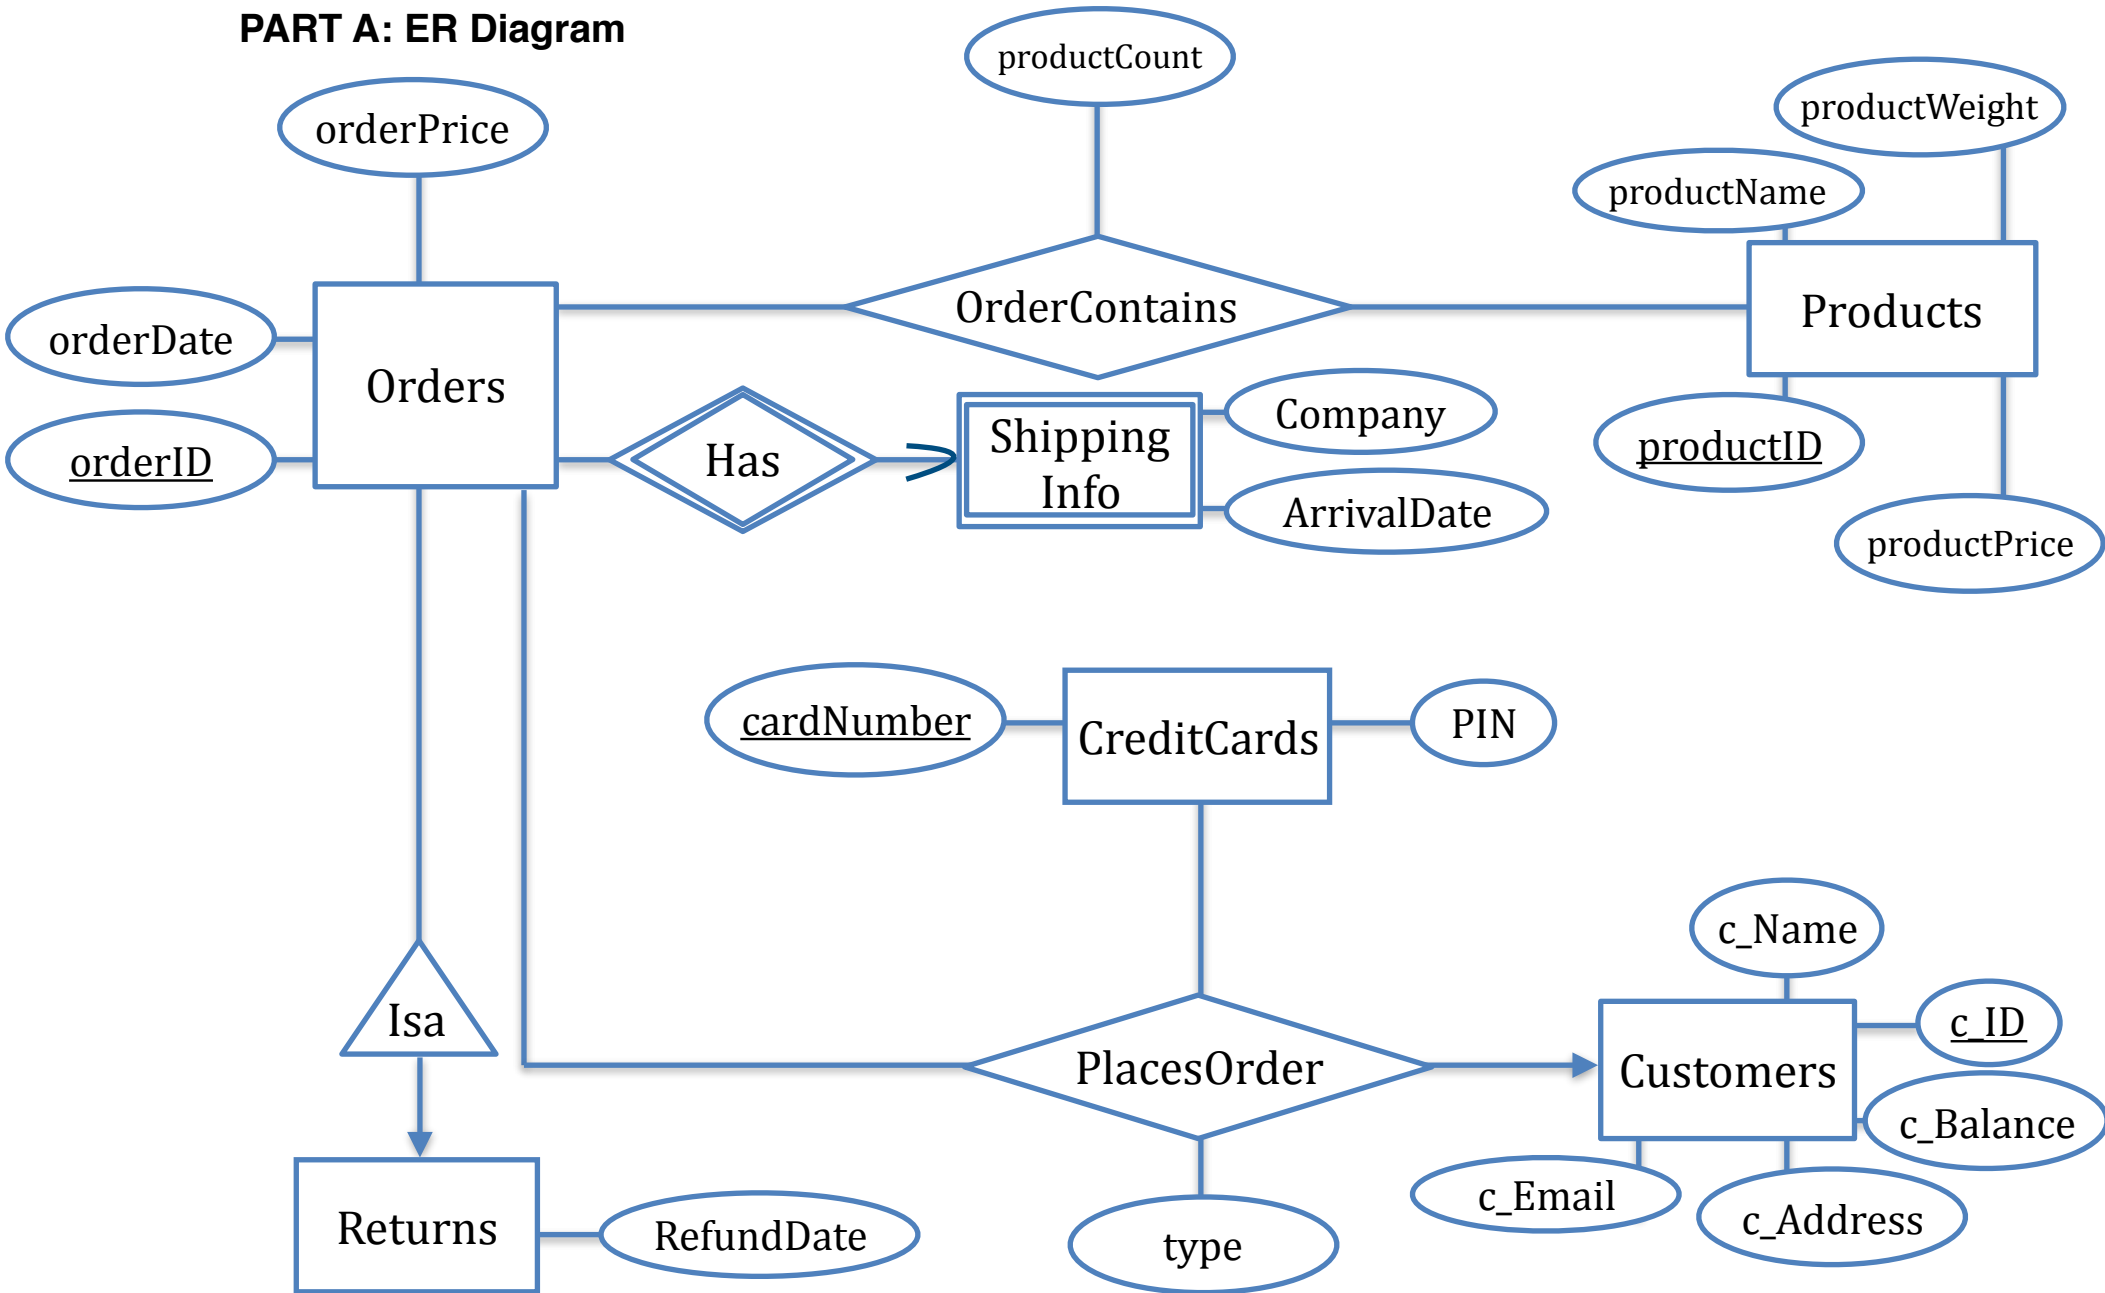 PART A: ER Diagram
productCount
orderPrice
productWeight
productName
OrderContains
Products
orderDate
Orders
Company
Shipping
Info
productID
orderID
Has
ArrivalDate
productPrice
cardNumber
CreditCards
PIN
c_Name
Isa
c_ID
PlacesOrder
Customers
c_Balance
c_Email
c_Address
Returns
RefundDate
type